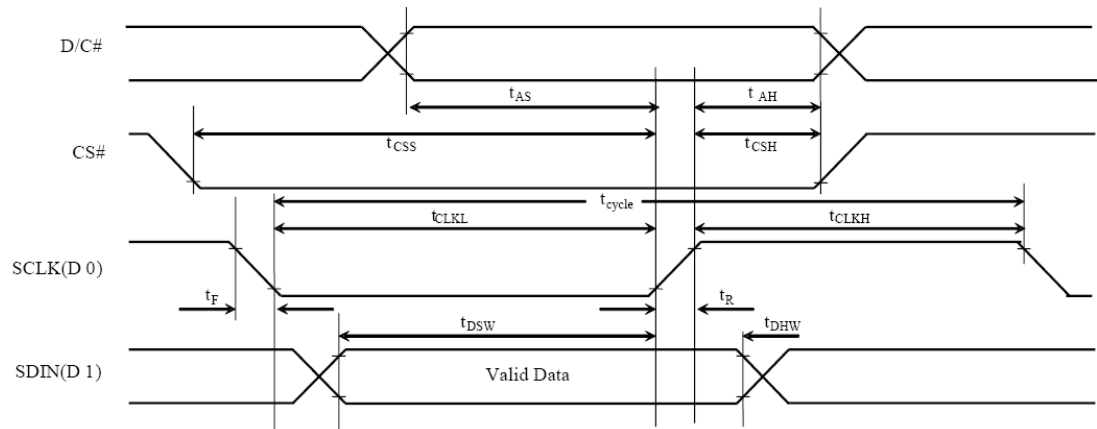 D/C#
tAS
t AH
tCSS
tCSH
CS#
tcycle
tCLKL
tCLKH
SCLK(D 0)
tF
tR
tDSW
tDHW
SDIN(D 1)
Valid Data